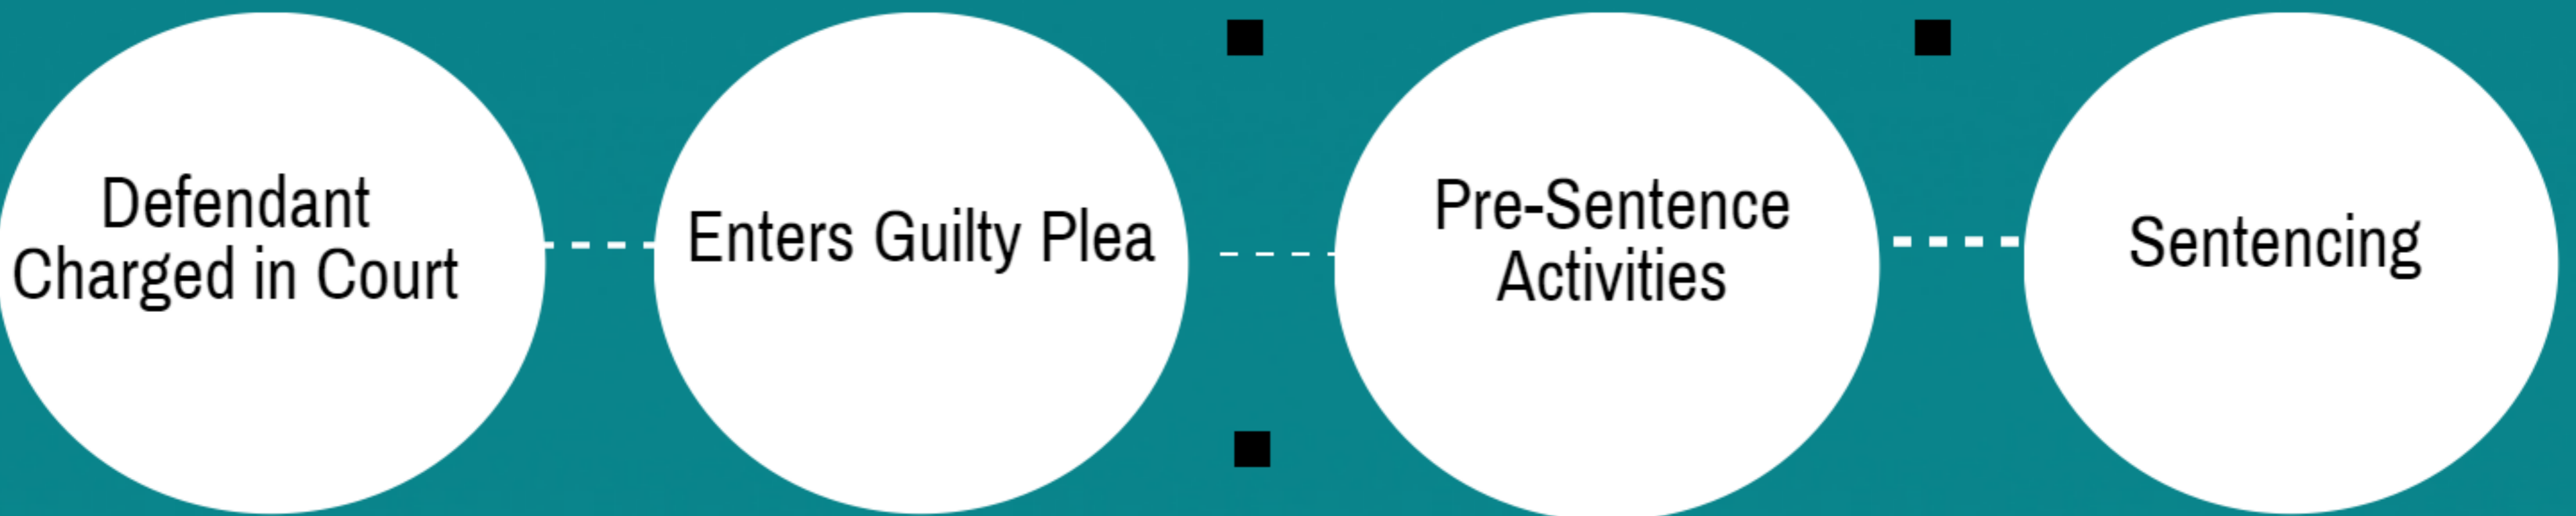 Defendant
Charged in Court
Enters Guilty Plea
Pre-Sentence
Activities
Sentencing